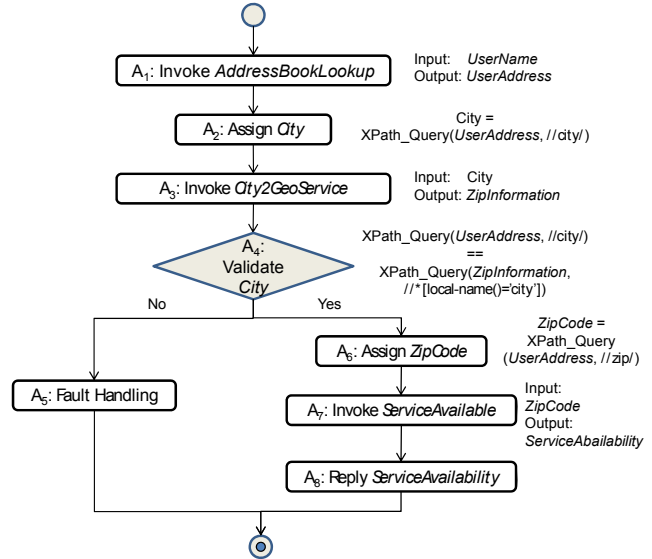 A1: Invoke AddressBookLookup
Input: UserName
Output: UserAddress
A2: Assign City
City =
XPath_Query(UserAddress, //city/)
A3: Invoke City2GeoService
Input: City
Output: ZipInformation
A4:
Validate
City
XPath_Query(UserAddress, //city/)
==
XPath_Query(ZipInformation,
//*[local-name()='city'])
No
Yes
A6: Assign ZipCode
ZipCode =
XPath_Query
(UserAddress, //zip/)
A5: Fault Handling
A7: Invoke ServiceAvailable
Input:
ZipCode
Output:
ServiceAbailability
A8: Reply ServiceAvailability